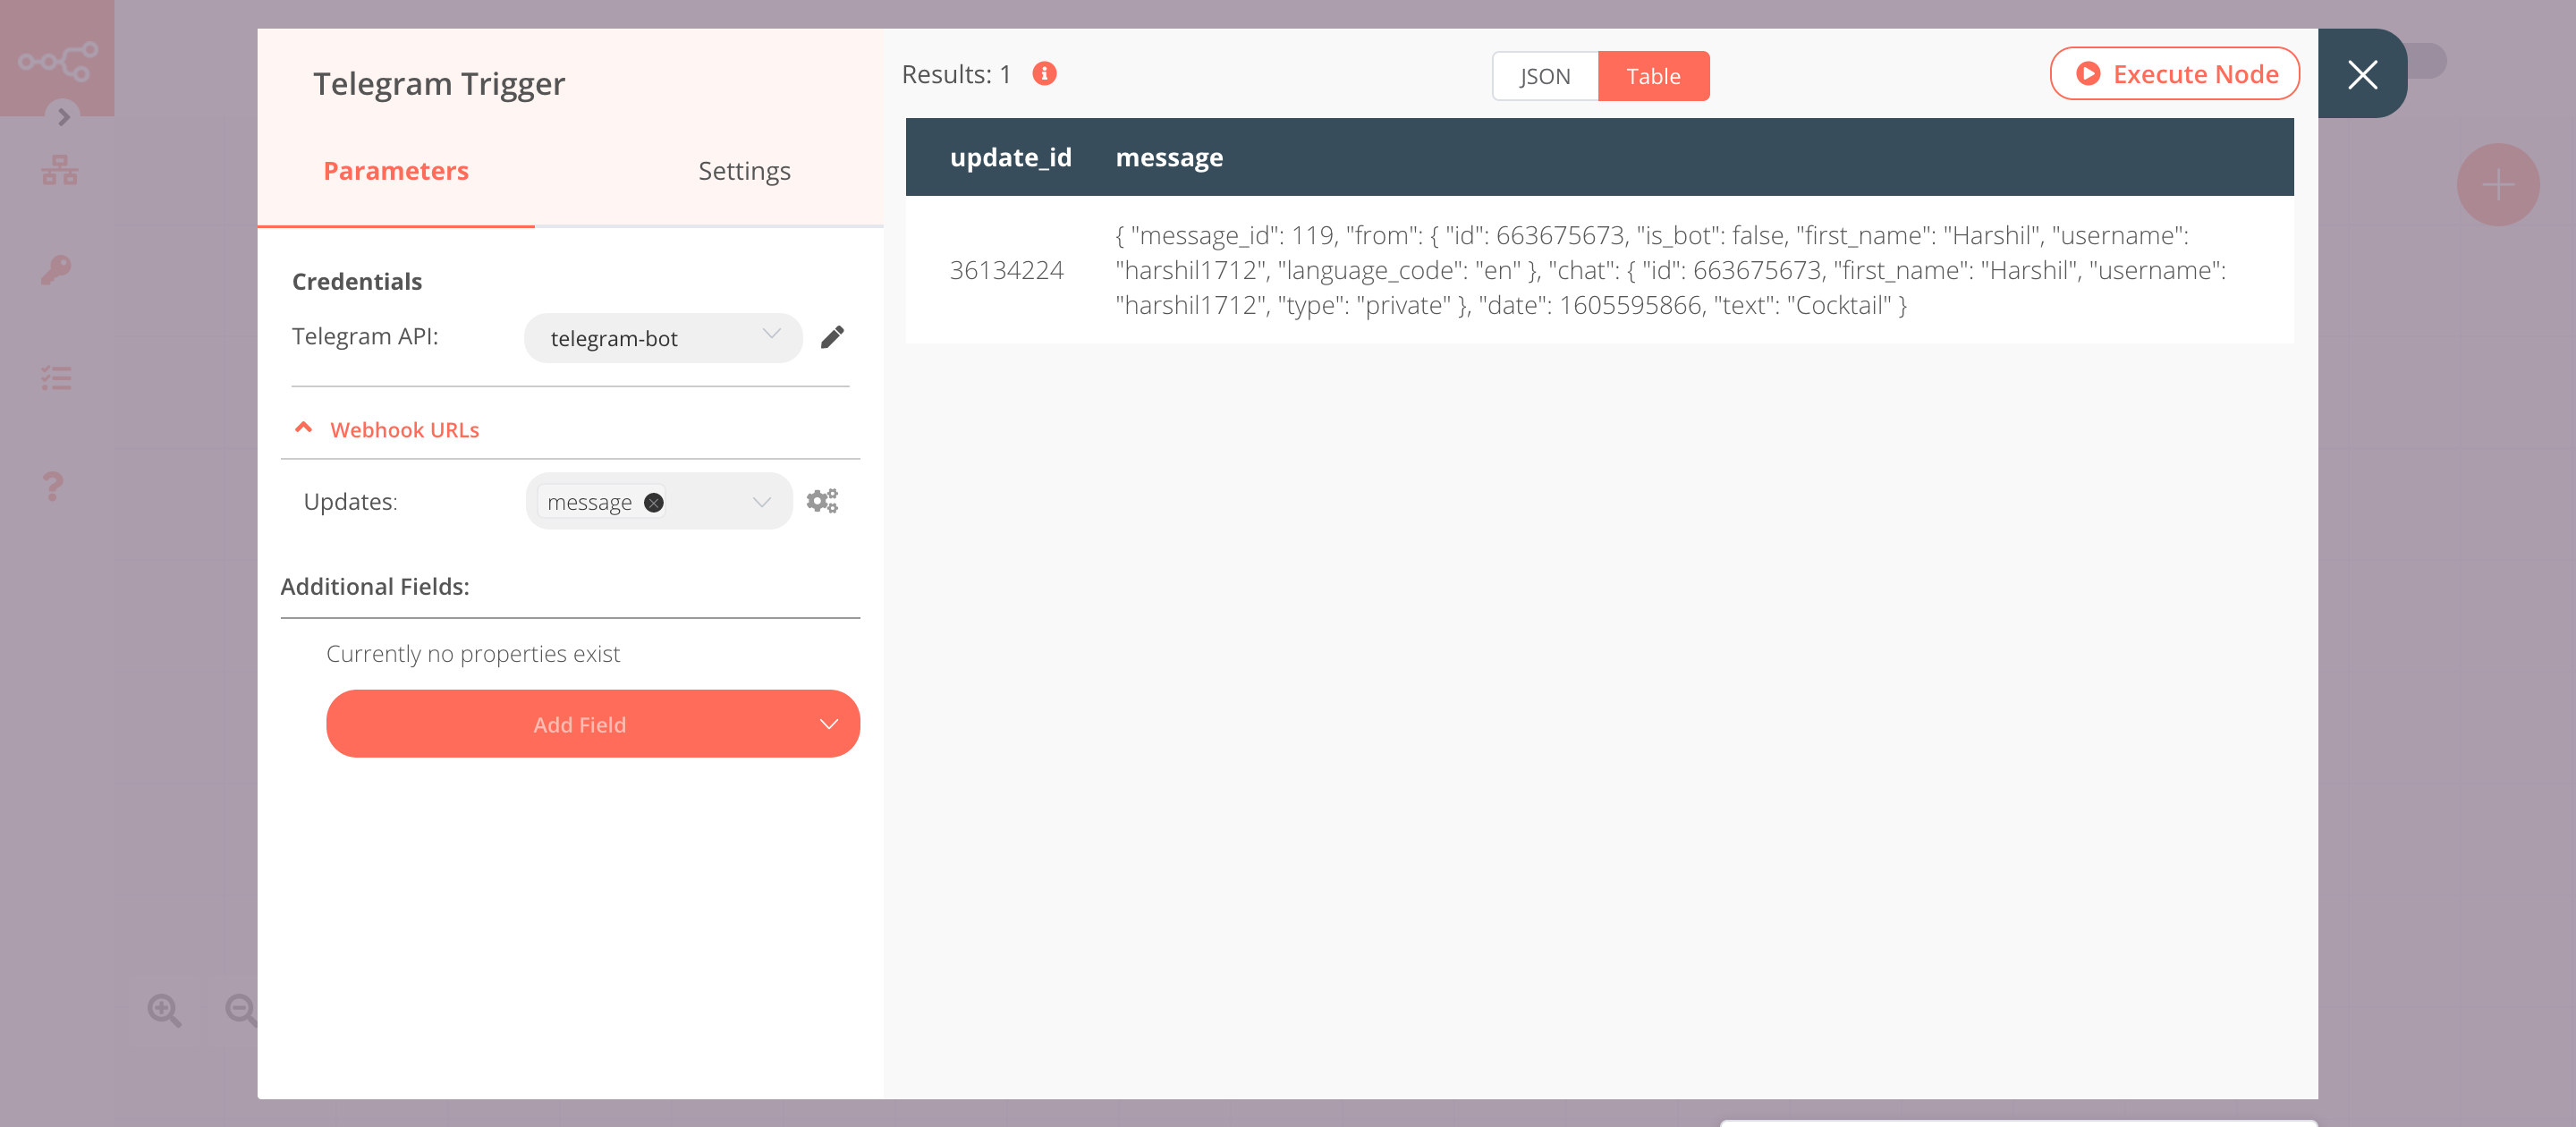 Telegram Trigger
Parameters
Settings
Credentials
Telegram API:
telegram-bot
Webhook URLs
Updates:
message
Additional Fields:
Currently no properties exist
Add Field
Results: 1
JSON
Table
Execute Node
update_id
message
36134224
{ "message_id": 119, "from": { "id": 663675673, "is_bot": false, "first_name": "Harshil", "username":
"harshil1712", "language_code": "en" }, "chat": { "id": 663675673, "first_name": "Harshil", "username":
"harshil1712", "type": "private" }, "date": 1605595866, "text": "Cocktail" }